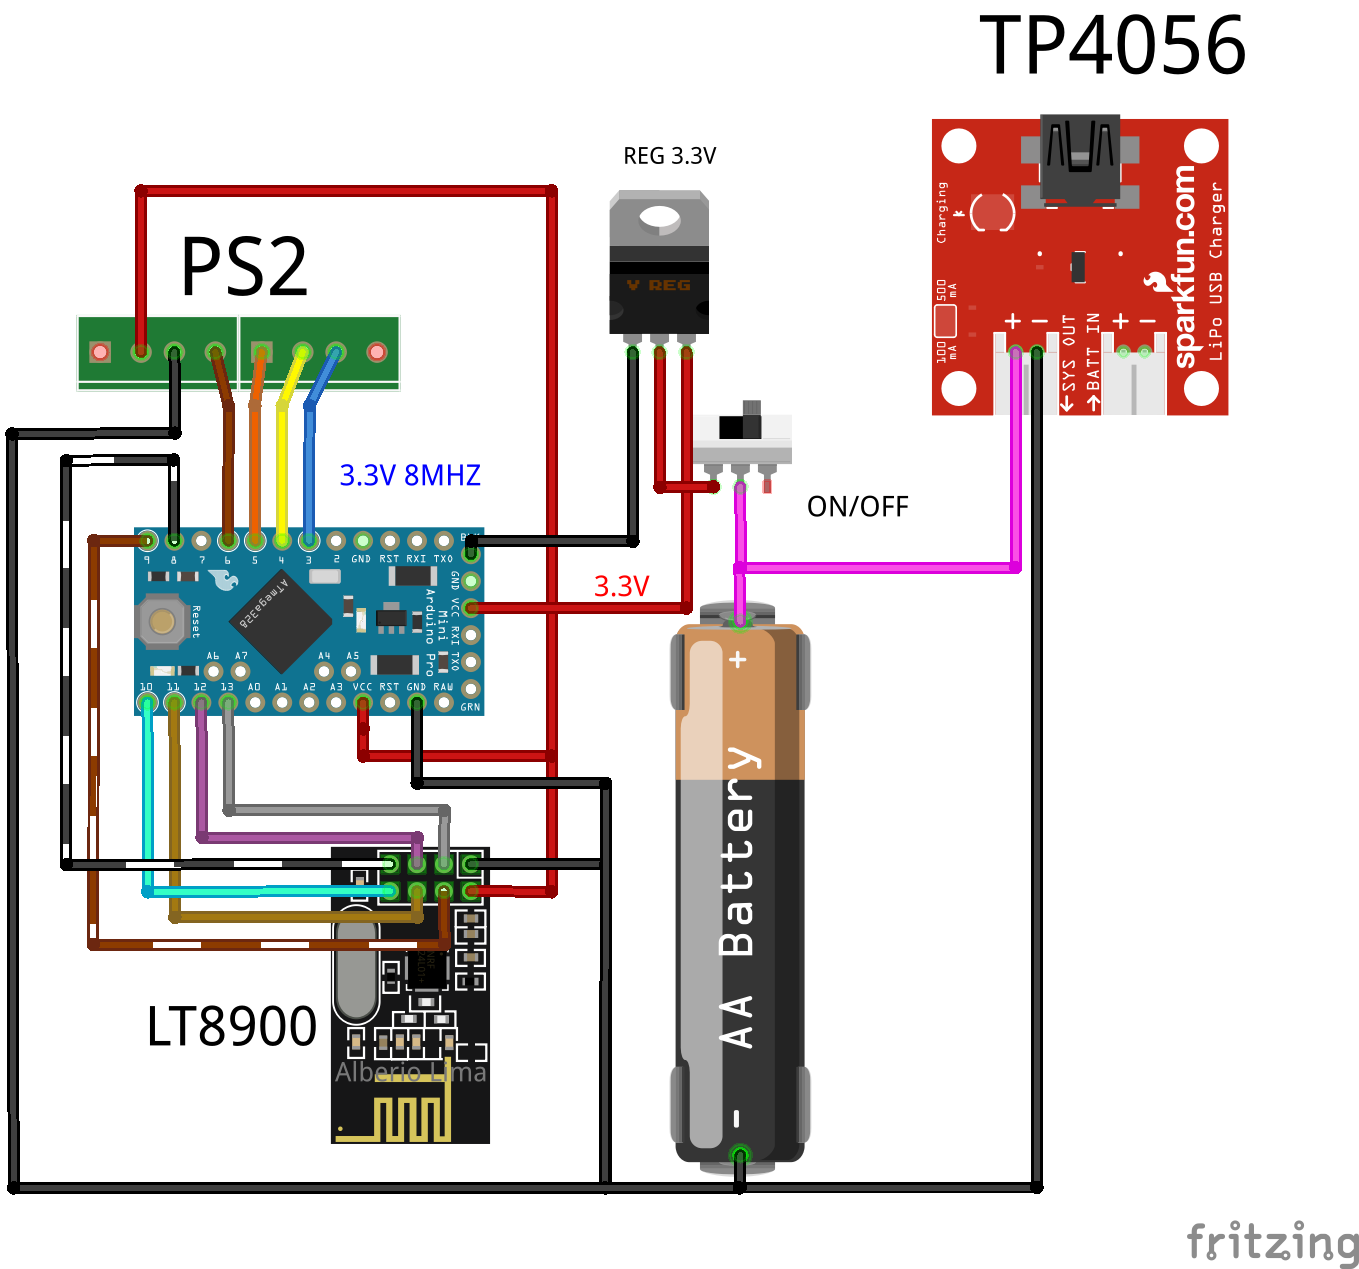 TP4056
REG 3.3V
PS2
V REG
Charging
sparkfun.com
LiPo USB Charger
500
mA
100
mA
+ -
SYS OUT
BATT IN
+ -
3.3V 8MHZ
ON/OFF
3.3V
9 8 7 6 5 4 3 2 GND RST RXI TXO
GND VCC RXI TXO GRN
Reset
ATmega328
Arduino Pro
Mini
A6 A7 A4 A5
10 11 12 13 A0 A1 A2 A3 VCC RST GND RAW
+
AA Battery
-
LT8900
Alberio Lima
fritzing